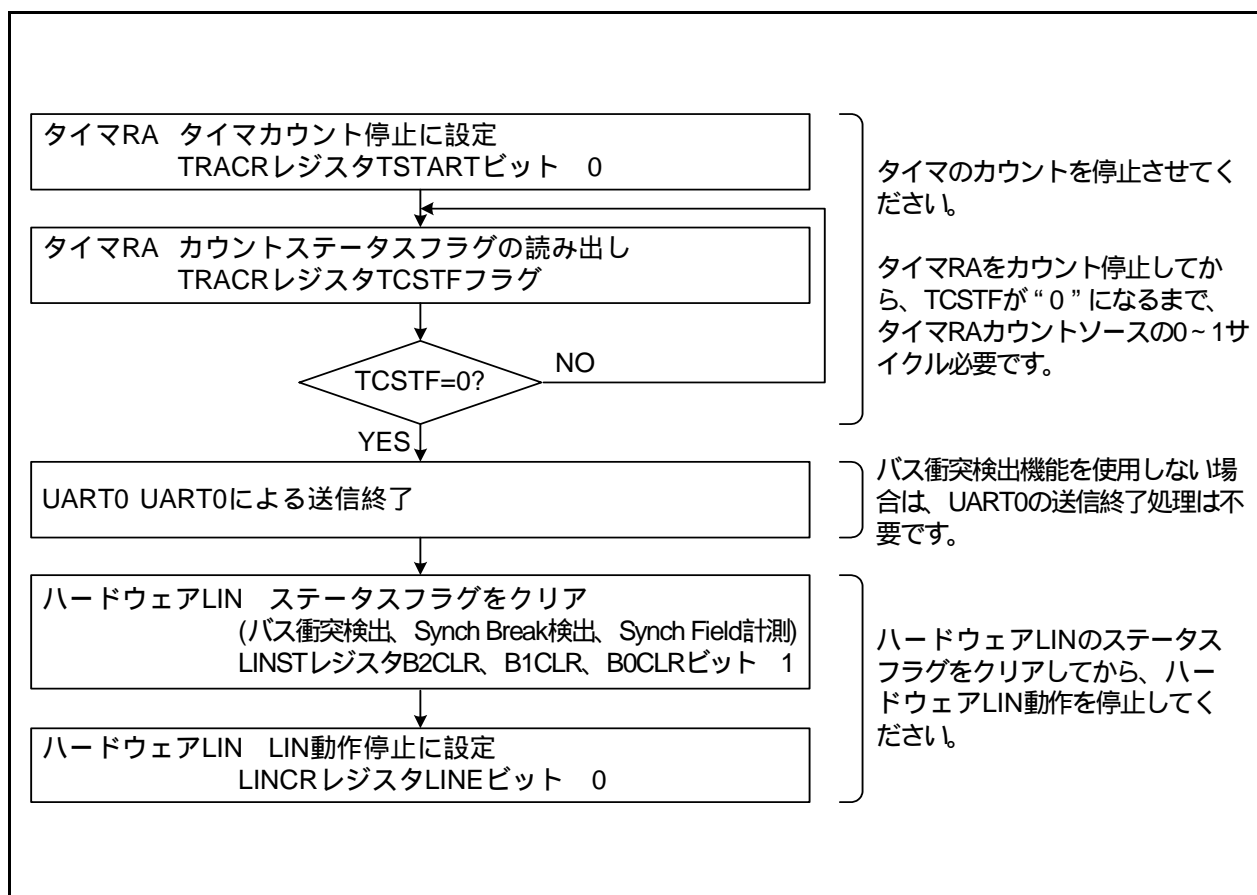 タイマRA タイマカウント停止に設定
TRACRレジスタTSTARTビット 0
タイマRA カウントステータスフラグの読み出し
TRACRレジスタTCSTFフラグ
TCSTF=0?
NO
YES
タイマのカウントを停止させてく
ださい。
タイマRAをカウント停止してか
ら、TCSTFが“0”になるまで、
タイマRAカウントソースの0~1サ
イクル必要です。
UART0 UART0による送信終了
バス衝突検出機能を使用しない場
合は、UART0の送信終了処理は不
要です。
ハードウェアLIN ステータスフラグをクリア
(バス衝突検出、Synch Break検出、Synch Field計測)
LINSTレジスタB2CLR、B1CLR、B0CLRビット 1
ハードウェアLIN LIN動作停止に設定
LINCRレジスタLINEビット 0
ハードウェアLINのステータス
フラグをクリアしてから、ハー
ドウェアLIN動作を停止してく
ださい。